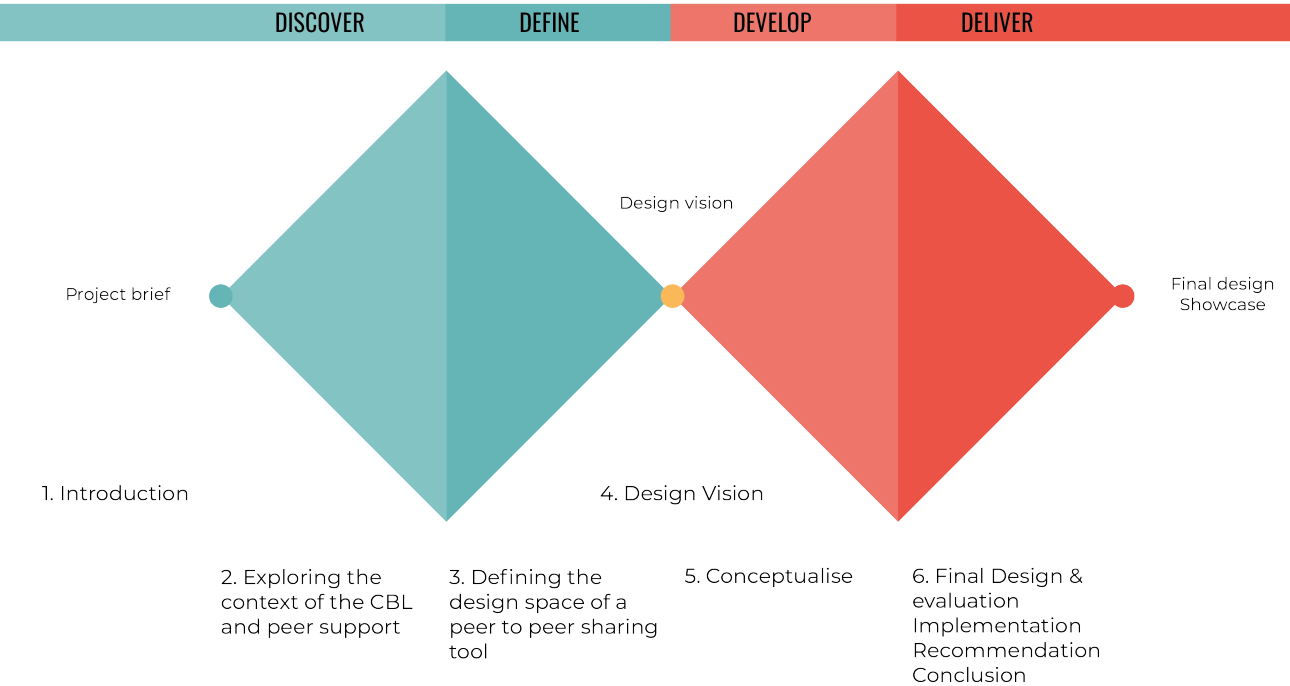 DISCOVER
DEFINE
DEVELOP
DELIVER
Design vision
Project brief
Final design
Showcase
1. Introduction
4. Design Vision
2. Exploring the
context of the CBL
and peer support
3. Defining the
design space of a
peer to peer sharing
tool
5. Conceptualise
6. Final Design &
evaluation
Implementation
Recommendation
Conclusion